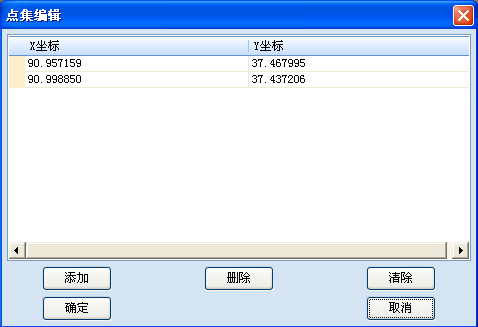 点集编辑
X坐标 Y坐标
90.957159 37.467995
90.998850 37.437206
添加 删除 清除
确定 取消